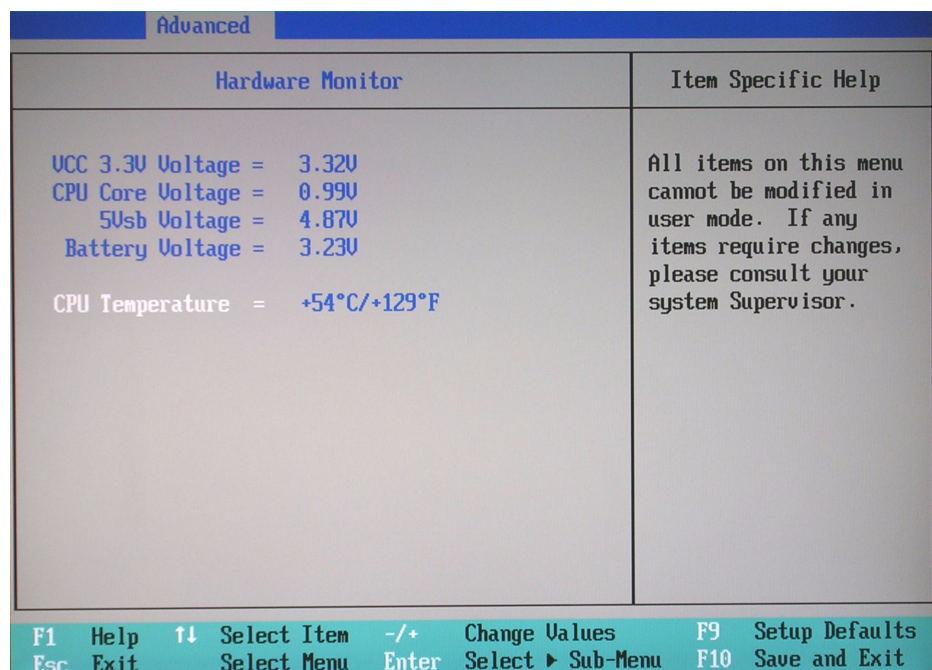 Advanced
Hardware Monitor
Item Specific Help
VCC 3.3V Voltage = 3.32V
CPU Core Voltage = 0.99V
5Vsb Voltage = 4.87V
Battery Voltage = 3.23V
CPU Temperature = +54°C/+129°F
All items on this menu
cannot be modified in
user mode. If any
items require changes,
please consult your
system Supervisor.
F1 Help ↑↓ Select Item -/+ Change Values F9 Setup Defaults
Esc Exit Select Menu Enter Select ▶ Sub-Menu F10 Save and Exit